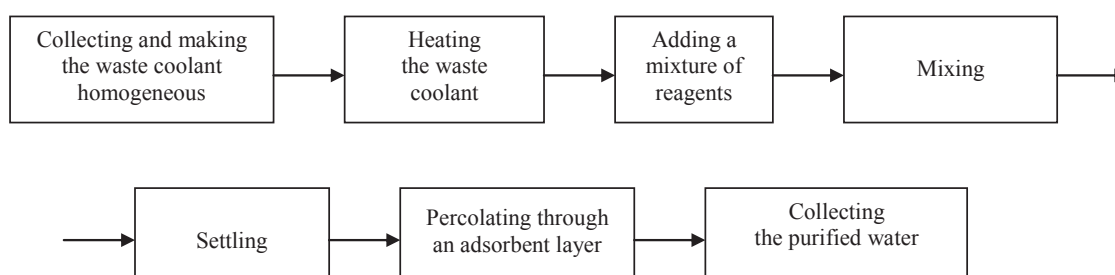 Collecting and making
the waste coolant
homogeneous
Heating
the waste
coolant
Adding a
mixture of
reagents
Mixing
Settling
Percolating through
an adsorbent layer
Collecting
the purified water